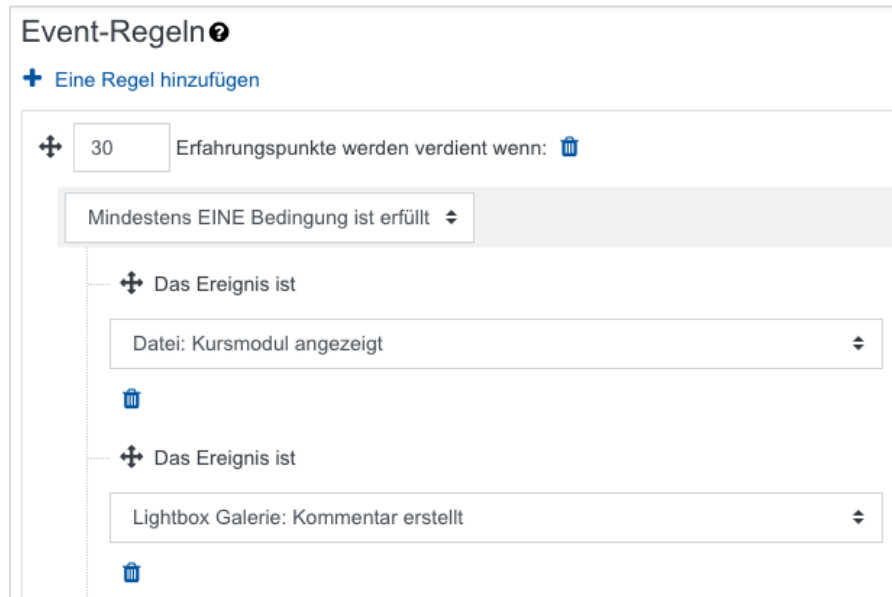 Event-Regeln
Eine Regel hinzufügen
30 Erfahrungspunkte werden verdient wenn:
Mindestens EINE Bedingung ist erfüllt
Das Ereignis ist
Datei: Kursmodul angezeigt
Das Ereignis ist
Lightbox Galerie: Kommentar erstellt